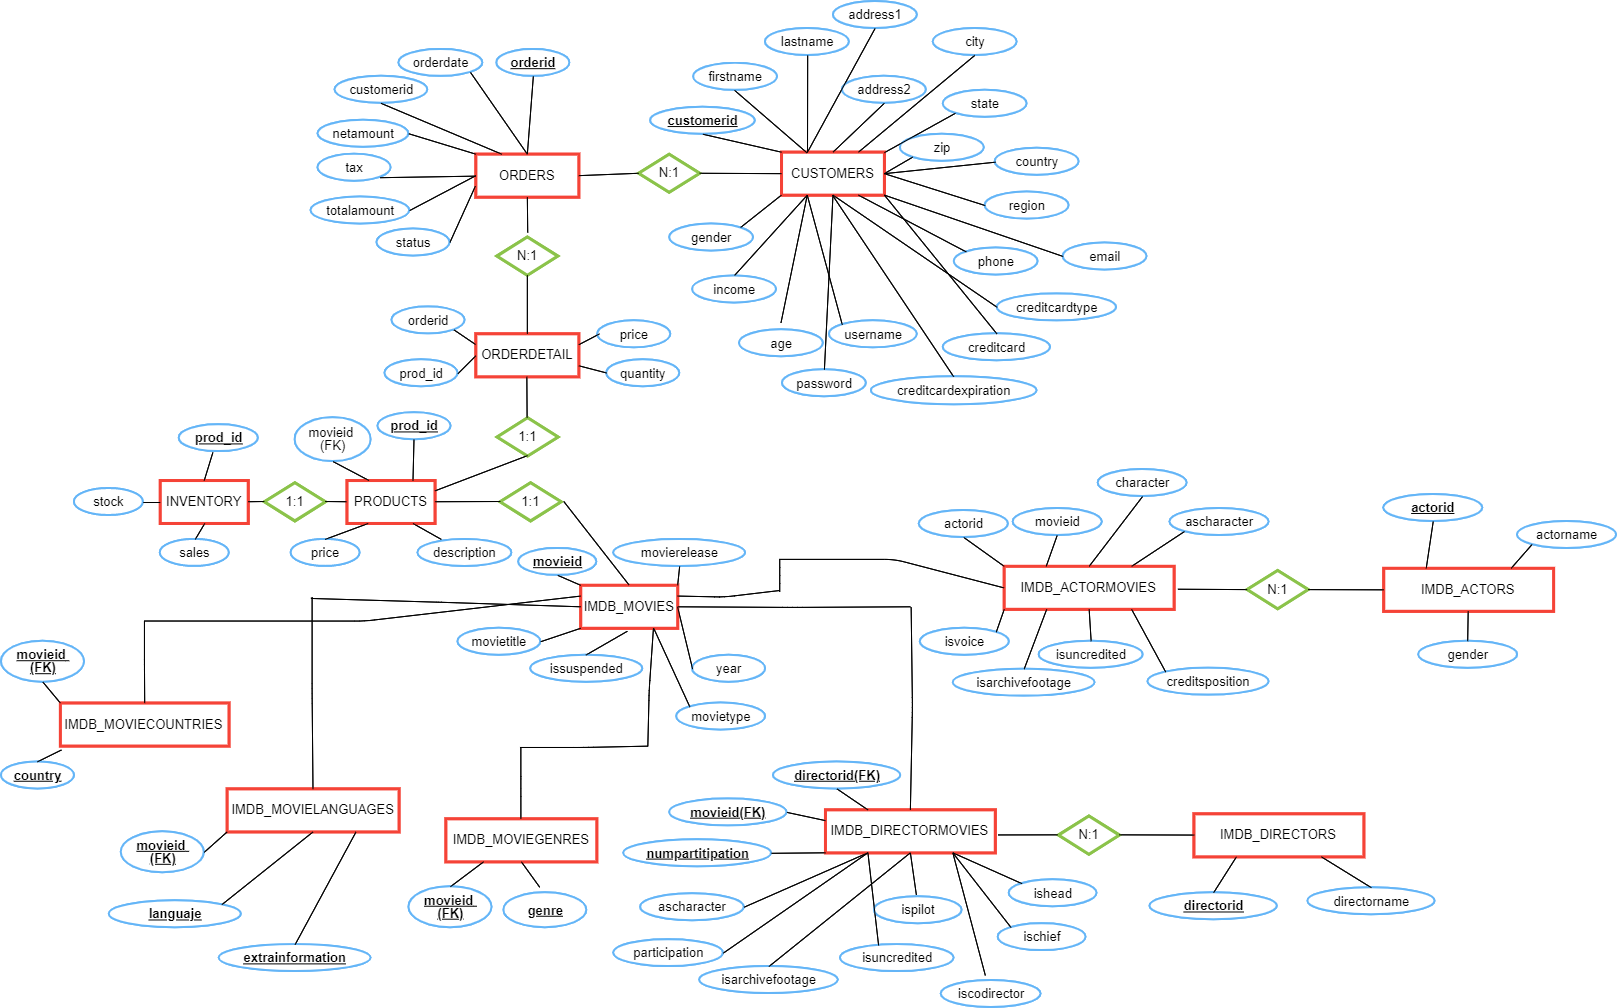 address1
lastname
city
orderdate
orderid
firstname
customerid
address2
state
customerid
netamount
zip
tax
country
ORDERS
N:1
CUSTOMERS
totalamount
region
status
gender
N:1
phone
email
income
creditcardtype
orderid
price
username
age
creditcard
ORDERDETAIL
prod_id
quantity
password
creditcardexpiration
prod_id
movieid
(FK)
prod_id
1:1
character
stock
INVENTORY
1:1
PRODUCTS
1:1
actorid
movieid
ascharacter
actorid
actorname
sales
price
description
movierelease
movieid
IMDB_MOVIES
IMDB_ACTORMOVIES
N:1
IMDB_ACTORS
movietitle
isvoice
issuspended
year
isuncredited
gender
movieid
(FK)
isarchivefootage
creditsposition
movietype
IMDB_MOVIECOUNTRIES
country
directorid(FK)
IMDB_MOVIELANGUAGES
movieid(FK)
IMDB_MOVIEGENRES
IMDB_DIRECTORMOVIES
N:1
IMDB_DIRECTORS
movieid
(FK)
numpartitipation
languaje
movieid
(FK)
genre
ascharacter
ispilot
ishead
directorid
directorname
ischief
extrainformation
participation
isarchivefootage
isuncredited
iscodirector